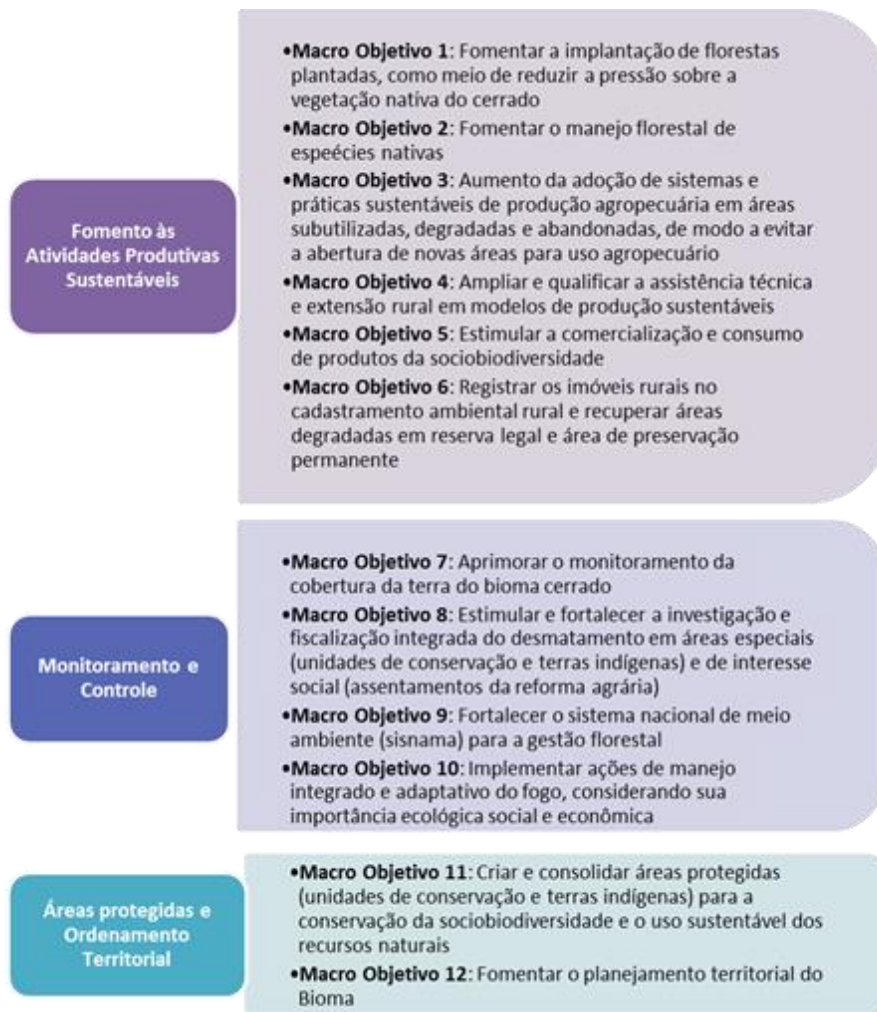 Fomento às
Atividades Produtivas
Sustentáveis
•Macro Objetivo 1: Fomentar a implantação de florestas
plantadas, como meio de reduzir a pressão sobre a
vegetação nativa do cerrado
•Macro Objetivo 2: Fomentar o manejo florestal de
espeécies nativas
•Macro Objetivo 3: Aumento da adoção de sistemas e
práticas sustentáveis de produção agropecuária em áreas
subutilizadas, degradadas e abandonadas, de modo a evitar
a abertura de novas áreas para uso agropecuário
•Macro Objetivo 4: Ampliar e qualificar a assistência técnica
e extensão rural em modelos de produção sustentáveis
•Macro Objetivo 5: Estimular a comercialização e consumo
de produtos da sociobiodiversidade
•Macro Objetivo 6: Registrar os imóveis rurais no
cadastramento ambiental rural e recuperar áreas
degradadas em reserva legal e área de preservação
permanente
Monitoramento e
Controle
•Macro Objetivo 7: Aprimorar o monitoramento da
cobertura da terra do bioma cerrado
•Macro Objetivo 8: Estimular e fortalecer a investigação e
fiscalização integrada do desmatamento em áreas especiais
(unidades de conservação e terras indígenas) e de interesse
social (assentamentos da reforma agrária)
•Macro Objetivo 9: Fortalecer o sistema nacional de meio
ambiente (sisnama) para a gestão florestal
•Macro Objetivo 10: Implementar ações de manejo
integrado e adaptativo do fogo, considerando sua
importância ecológica social e econômica
Áreas protegidas e
Ordenamento
Territorial
•Macro Objetivo 11: Criar e consolidar áreas protegidas
(unidades de conservação e terras indígenas) para a
conservação da sociobiodiversidade e o uso sustentável dos
recursos naturais
•Macro Objetivo 12: Fomentar o planejamento territorial do
Bioma